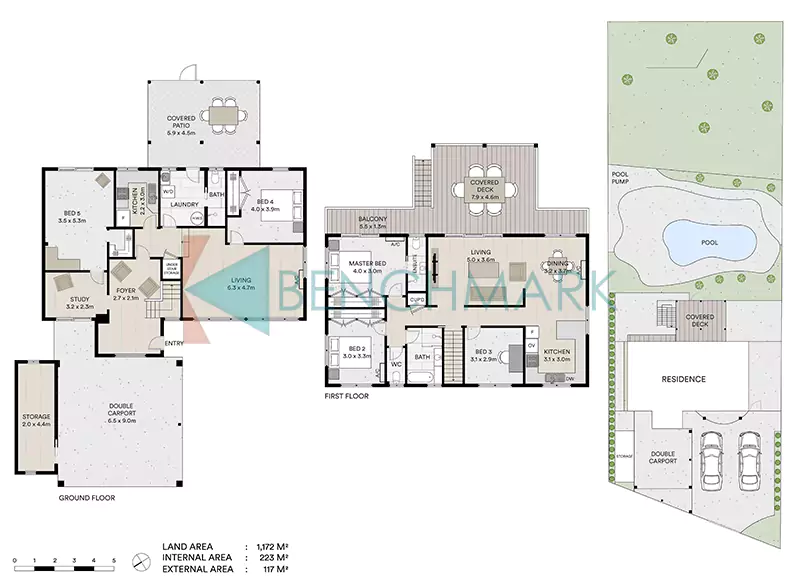 COVERED
PATIO
5.9 x 4.5m
BED 5
3.5 x 5.3m
KITCHEN
2.2 x 3.0m
W/D
LAUNDRY
BATH
BED 4
4.0 x 3.9m
UNDER
STAIR
STORAGE
LIVING
6.3 x 4.7m
STUDY
3.2 x 2.3m
FOYER
2.7 x 2.1m
ENTRY
STORAGE
2.0 x 4.4m
DOUBLE
CARPORT
6.5 x 9.0m
GROUND FLOOR
COVERED
DECK
7.9 x 4.6m
BALCONY
5.5 x 1.3m
MASTER BED
4.0 x 3.0m
A/C
ENSUITE
LIVING
5.0 x 3.6m
DINING
3.2 x 3.7m
A/C
CUP'D
BED 2
3.0 x 3.3m
A/C
WC
BATH
BED 3
3.1 x 2.9m
OV
KITCHEN
3.1 x 3.0m
DW
FIRST FLOOR
BENCHMARK
POOL
PUMP
POOL
COVERED
DECK
RESIDENCE
STORAGE
DOUBLE
CARPORT
0 1 2 3 4 5
LAND AREA : 1,172 M²
INTERNAL AREA : 223 M²
EXTERNAL AREA : 117 M²